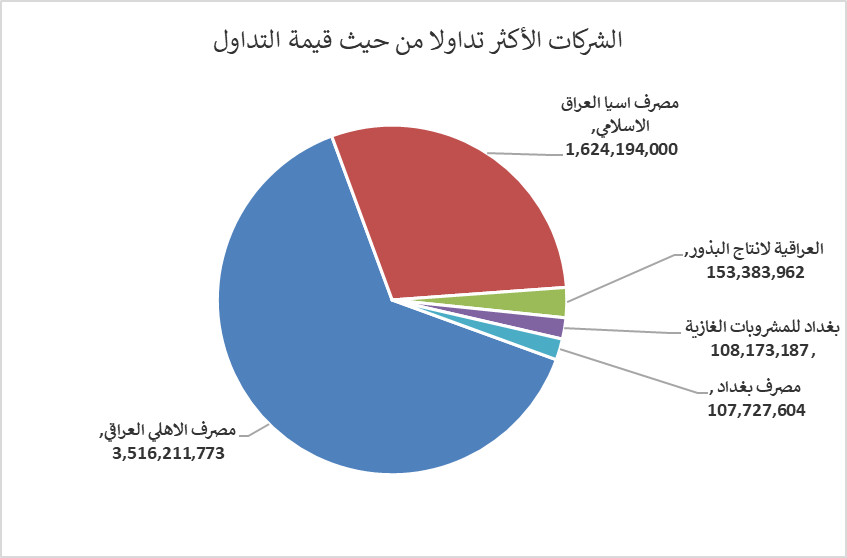 الشركات الأكثر تداولا من حيث قيمة التداول
مصرف اسيا العراق
الاسلامي,
1,624,194,000
العراقية لانتاج البذور,
153,383,962
بغداد للمشروبات الغازية
, 108,173,187
مصرف بغداد ,
107,727,604
مصرف الاهلي العراقي,
3,516,211,773